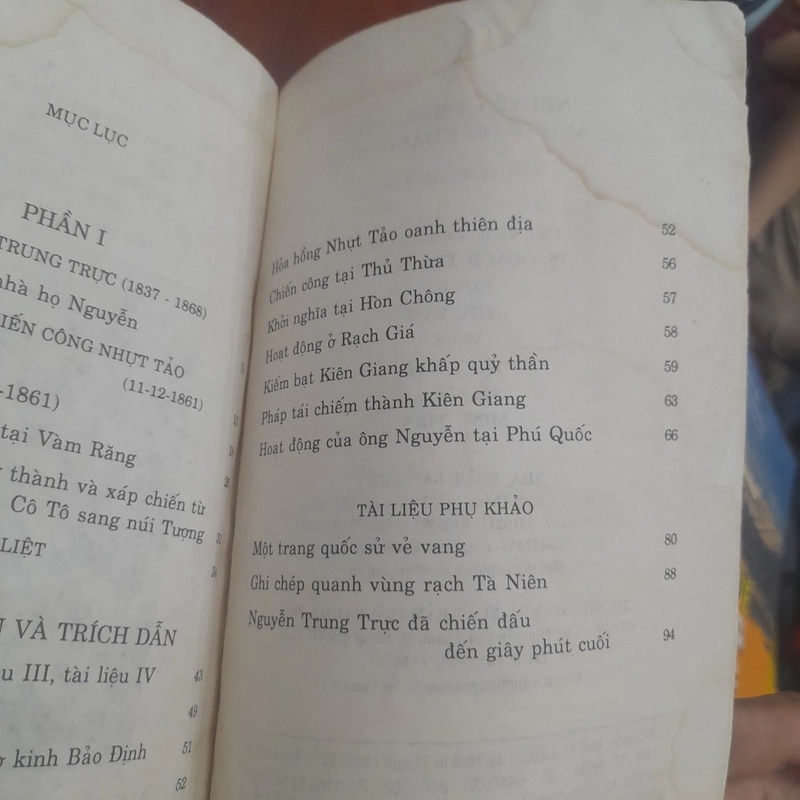 MỤC LỤC
PHẦN I
TRUNG TRỰC (1837 - 1868)
nhà họ Nguyễn
IẾN CÔNG NHỰT TẢO
(11-12-1861)
-1861)
tại Vàm Răng
thành và xáp chiến từ
Cô Tô sang núi Tượng
LIỆT
34
VÀ TRÍCH DẪN
u III, tài liệu IV 43
49
kinh Bảo Định 51
52
Hỏa hồng Nhựt Tảo oanh thiên địa 52
Chiến công tại Thủ Thừa 56
Khởi nghĩa tại Hòn Chông 57
Hoạt động ở Rạch Giá 58
Kiếm bạt Kiên Giang khấp quỷ thần 59
Pháp tái chiếm thành Kiên Giang 63
Hoạt động của ông Nguyễn tại Phú Quốc 66
TÀI LIỆU PHỤ KHẢO
Một trang quốc sử vẻ vang 80
Ghi chép quanh vùng rạch Tà Niên 88
Nguyễn Trung Trực đã chiến đấu
đến giây phút cuối 94